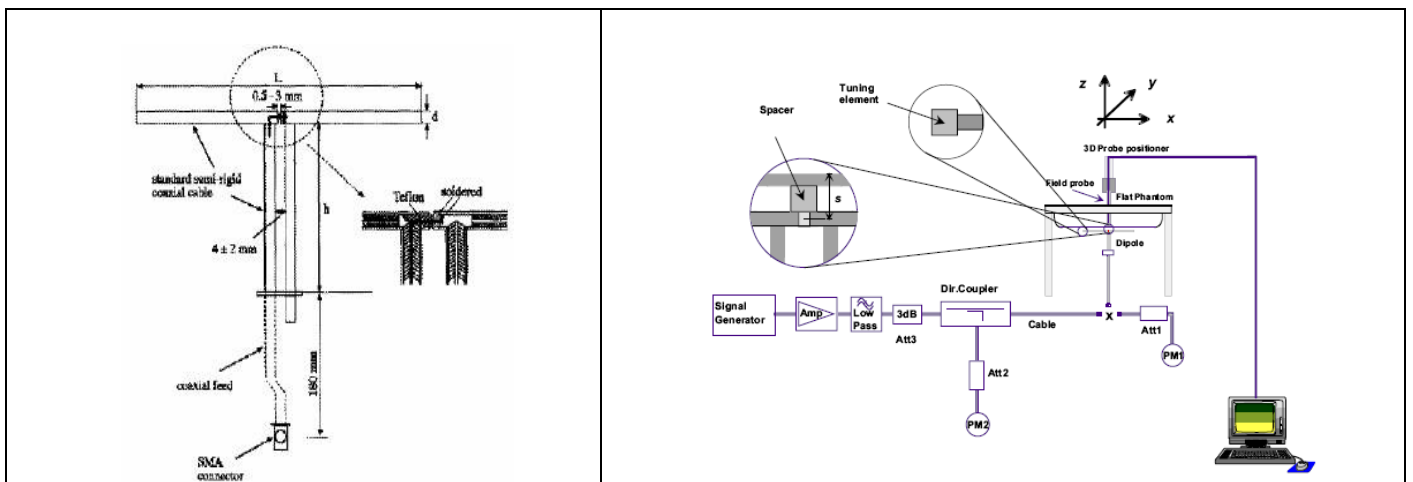 L
0.5-3 mm
d
standard semi-rigid
coaxial cable
h
Teflon
soldered
4 ± 2 mm
180 mm
coaxial feed
SMA
connector
Tuning
element
Spacer
s
z
y
x
3D Probe positioner
Field probe
Flat Phantom
Dipole
Signal
Generator
Amp
Low
Pass
3dB
Att3
Dir.Coupler
Cable
x
Att1
PM1
Att2
PM2